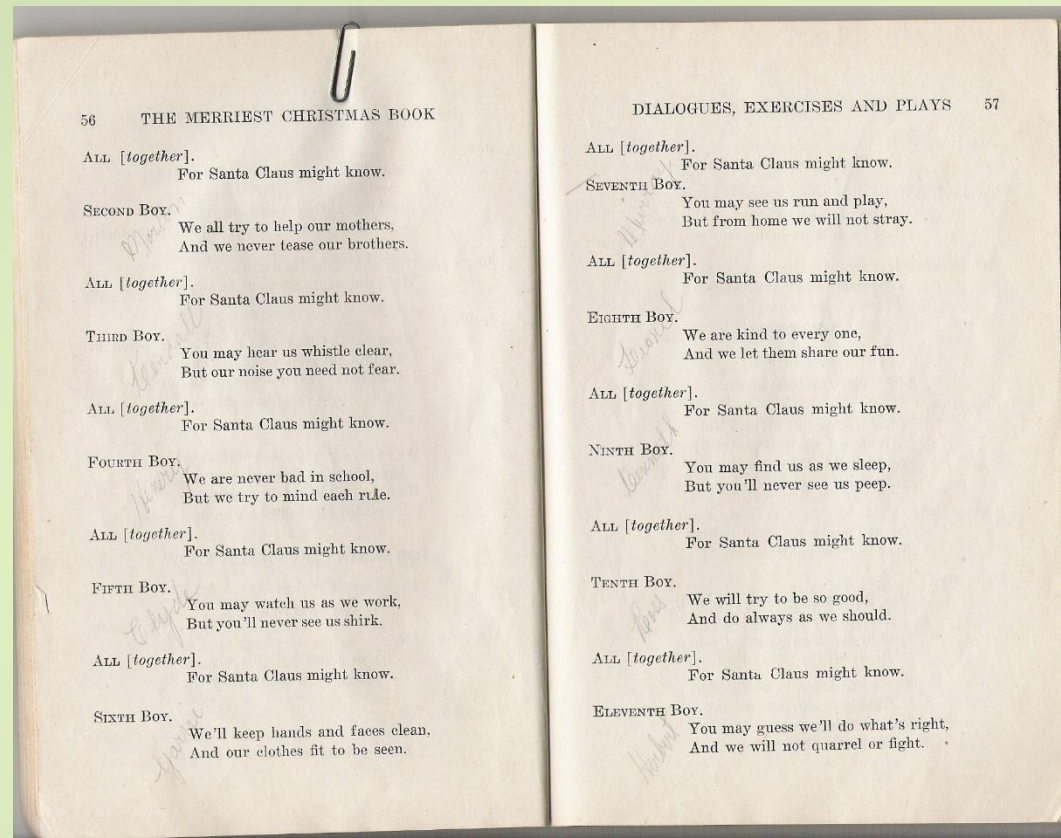 56 THE MERRIEST CHRISTMAS BOOK
ALL [together].
For Santa Claus might know.
SECOND BOY.
We all try to help our mothers,
And we never tease our brothers.
Morton
ALL [together].
For Santa Claus might know.
THIRD BOY.
You may hear us whistle clear,
But our noise you need not fear.
Kendall
ALL [together].
For Santa Claus might know.
FOURTH BOY.
We are never bad in school,
But we try to mind each rule.
Henry
ALL [together].
For Santa Claus might know.
FIFTH BOY.
You may watch us as we work,
But you'll never see us shirk.
Clyde
ALL [together].
For Santa Claus might know.
SIXTH BOY.
We'll keep hands and faces clean,
And our clothes fit to be seen.
DIALOGUES, EXERCISES AND PLAYS 57
ALL [together].
For Santa Claus might know.
SEVENTH BOY.
You may see us run and play,
But from home we will not stray.
Murray
ALL [together].
For Santa Claus might know.
EIGHTH BOY.
We are kind to every one,
And we let them share our fun.
Leonard
ALL [together].
For Santa Claus might know.
NINTH BOY.
You may find us as we sleep,
But you'll never see us peep.
Kenneth
ALL [together].
For Santa Claus might know.
TENTH BOY.
We will try to be so good,
And do always as we should.
ALL [together].
For Santa Claus might know.
ELEVENTH BOY.
You may guess we'll do what's right,
And we will not quarrel or fight.
Herbert